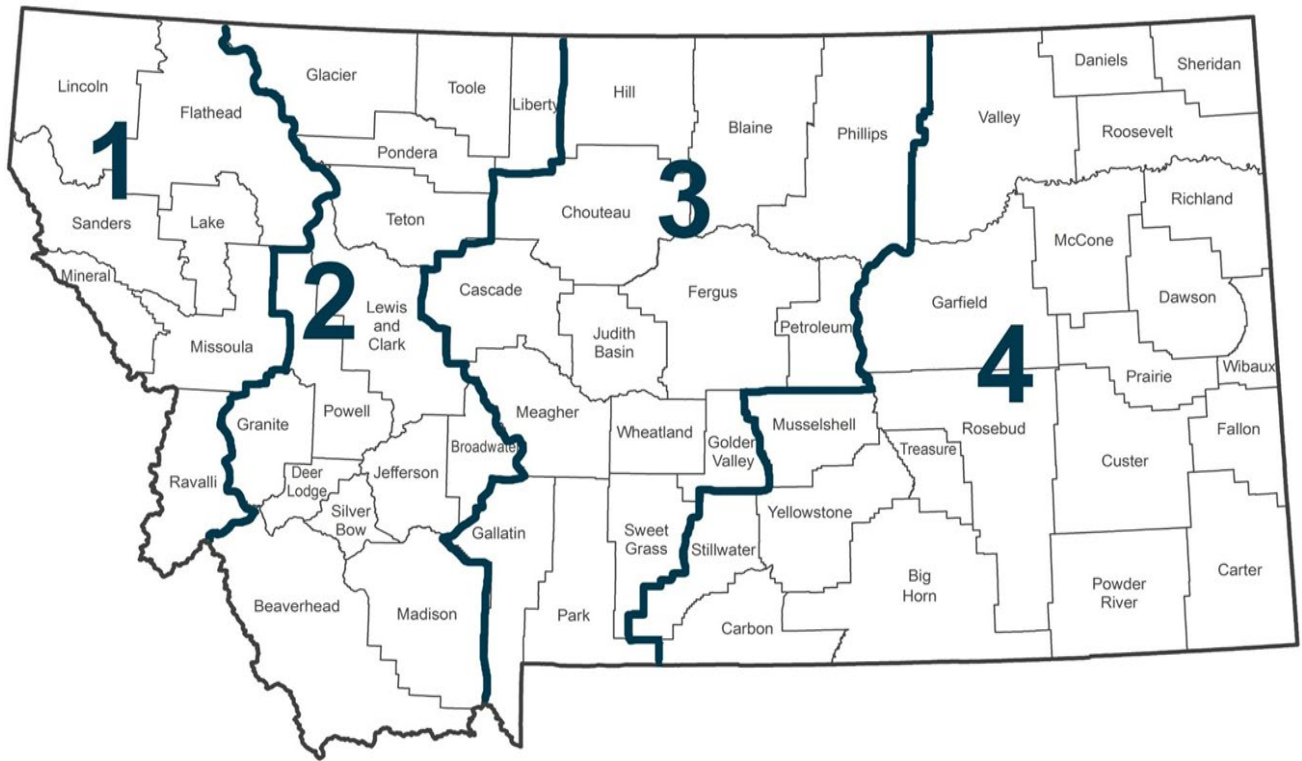 Lincoln
Flathead
Glacier
Toole
Liberty
Hill
Blaine
Phillips
Valley
Daniels
Sheridan
Roosevelt
1
Pondera
3
Sanders
Lake
Teton
Chouteau
McCone
Richland
Mineral
2
Lewis
and
Clark
Cascade
Judith
Basin
Fergus
Petroleum
Garfield
4
Dawson
Wibaux
Missoula
Prairie
Granite
Powell
Broadwate
Meagher
Wheatland
Golden
Valley
Musselshell
Treasure
Rosebud
Custer
Fallon
Ravalli
Deer
Lodge
Jefferson
Silver
Bow
Gallatin
Sweet
Grass
Stillwater
Yellowstone
Big
Horn
Powder
River
Carter
Beaverhead
Madison
Park
Carbon